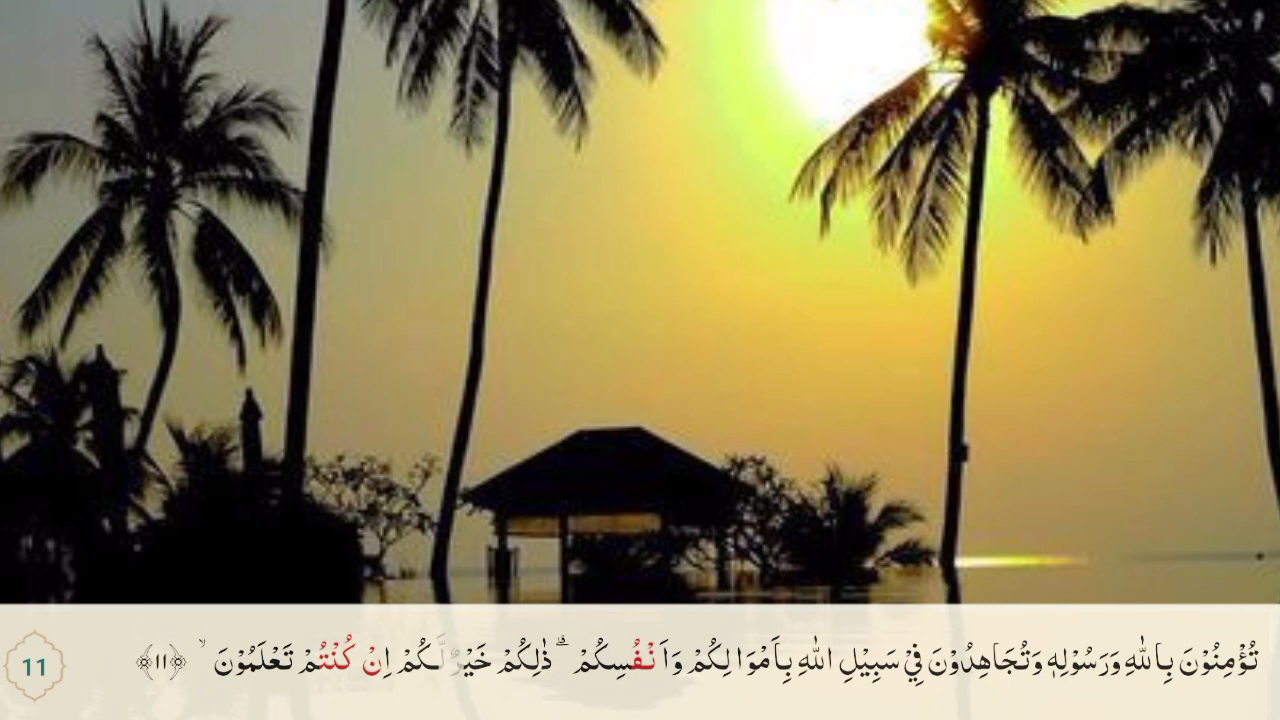 تُؤْمِنُوْنَ بِاللّٰهِ وَرَسُوْلِهٖ وَتُجَاهِدُوْنَ فِيْ سَبِيْلِ اللّٰهِ بِاَمْوَالِكُمْ وَاَنْفُسِكُمْ ۗ ذٰلِكُمْ خَيْرٌ لَّكُمْ اِنْ كُنْتُمْ تَعْلَمُوْنَ ۙ ﴿١١﴾
11